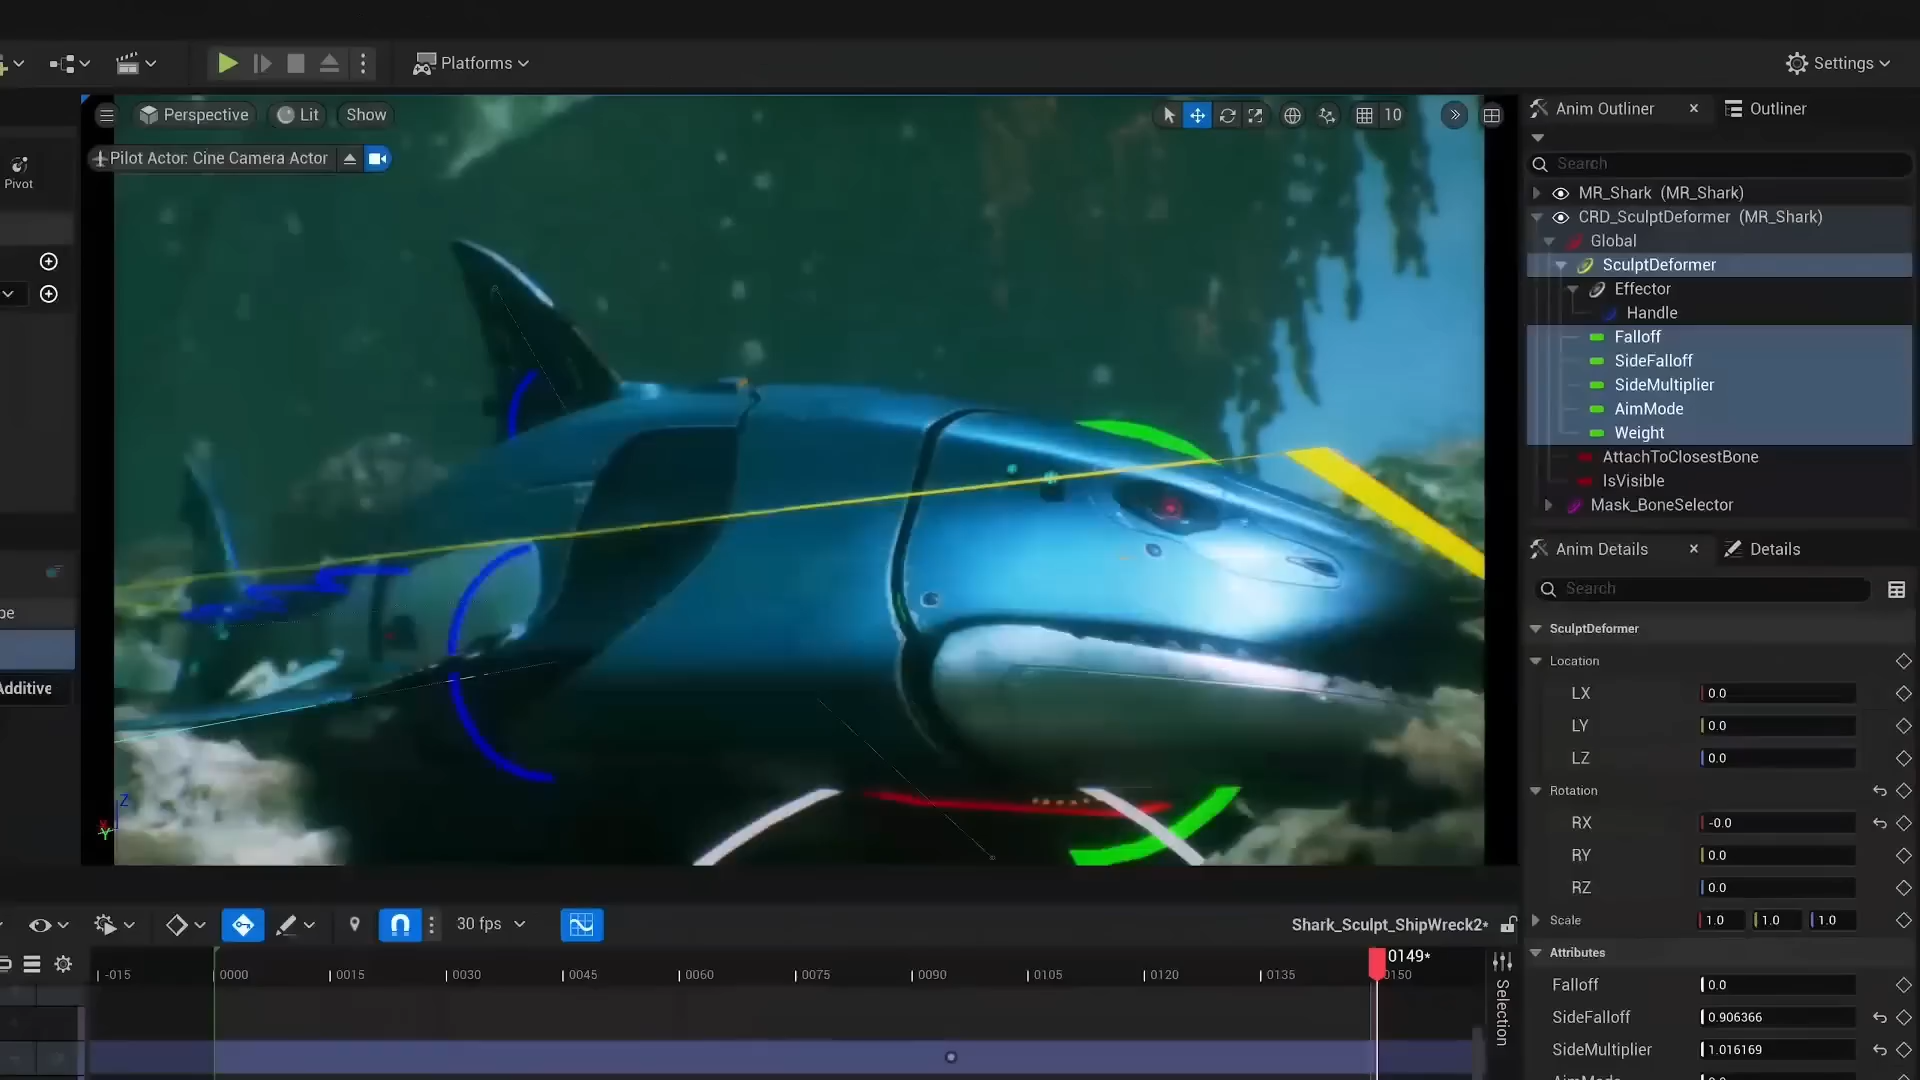 Platforms
Settings
Perspective
Lit
Show
10
Pilot Actor: Cine Camera Actor
Pivot
pe
Additive
Z
X
Y
Anim Outliner
Outliner
Search
MR_Shark (MR_Shark)
CRD_SculptDeformer (MR_Shark)
Global
SculptDeformer
Effector
Handle
Falloff
SideFalloff
SideMultiplier
AimMode
Weight
AttachToClosestBone
IsVisible
Mask_BoneSelector
Anim Details
Details
Search
SculptDeformer
Location
LX 0.0
LY 0.0
LZ 0.0
Rotation
RX -0.0
RY 0.0
RZ 0.0
Scale 1.0 1.0 1.0
Attributes
Falloff 0.0
SideFalloff 0.906366
SideMultiplier 1.016169
30 fps
Shark_Sculpt_ShipWreck2*
0149*
-015 0000 0015 0030 0045 0060 0075 0090 0105 0120 0135 0150
Selection